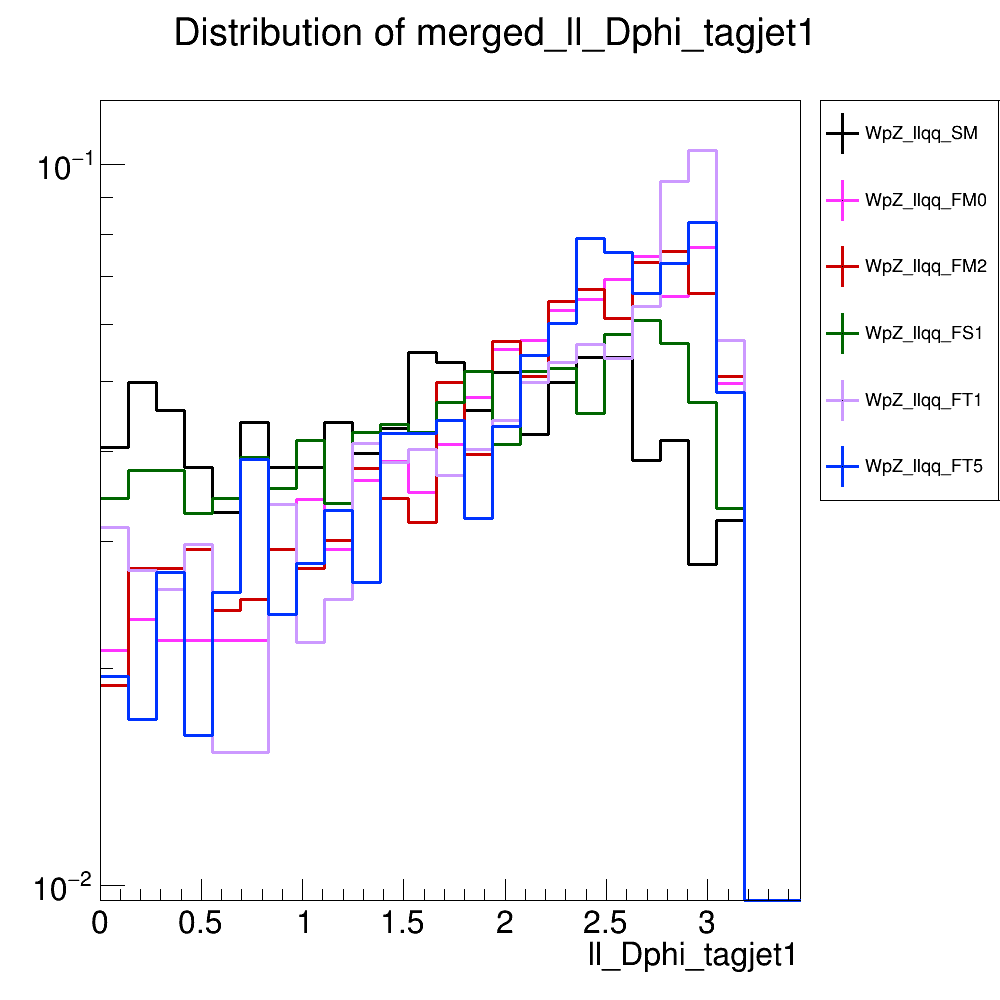 Distribution of merged_ll_Dphi_tagjet1
10⁻¹
10⁻²
0 0.5 1 1.5 2 2.5 3
ll_Dphi_tagjet1
WpZ_llqq_SM
WpZ_llqq_FM0
WpZ_llqq_FM2
WpZ_llqq_FS1
WpZ_llqq_FT1
WpZ_llqq_FT5